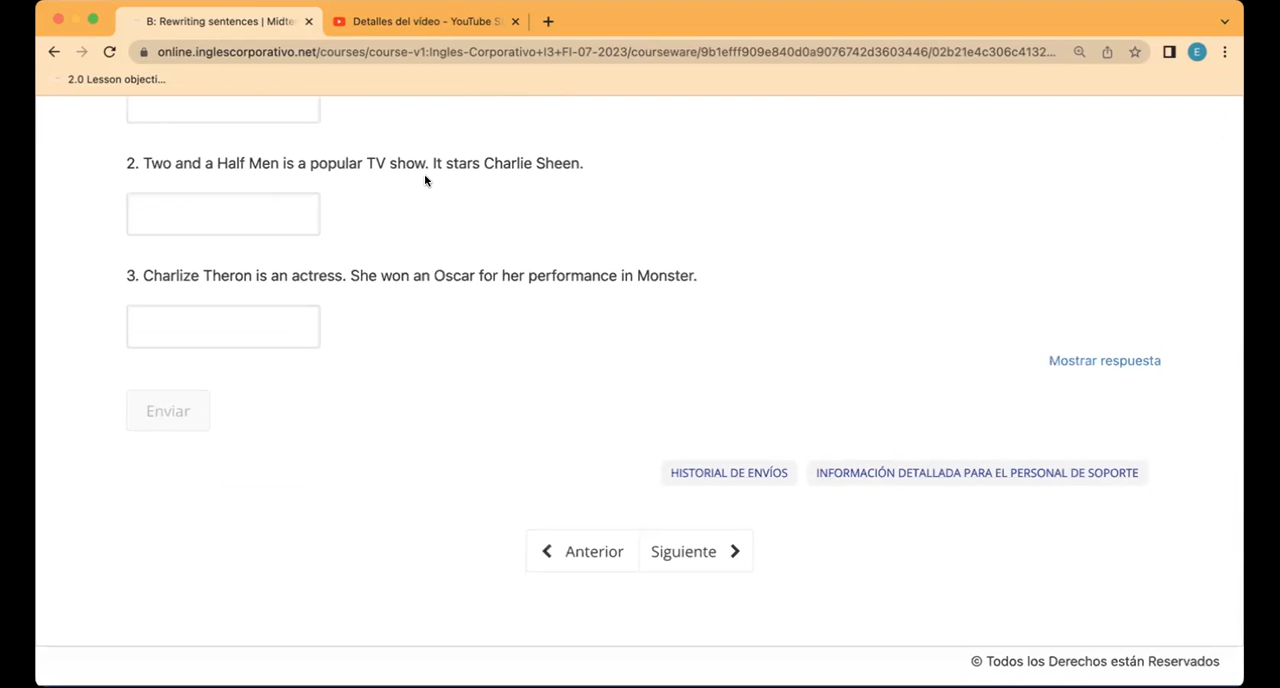 B: Rewriting sentences | Midte
Detalles del vídeo - YouTube S
online.inglescorporativo.net/courses/course-v1:Ingles-Corporativo+I3+FI-07-2023/courseware/9b1efff909e840d0a9076742d3603446/02b21e4c306c4132...
E
2.0 Lesson objecti...
2. Two and a Half Men is a popular TV show. It stars Charlie Sheen.
3. Charlize Theron is an actress. She won an Oscar for her performance in Monster.
Mostrar respuesta
Enviar
HISTORIAL DE ENVÍOS
INFORMACIÓN DETALLADA PARA EL PERSONAL DE SOPORTE
Anterior
Siguiente
© Todos los Derechos están Reservados